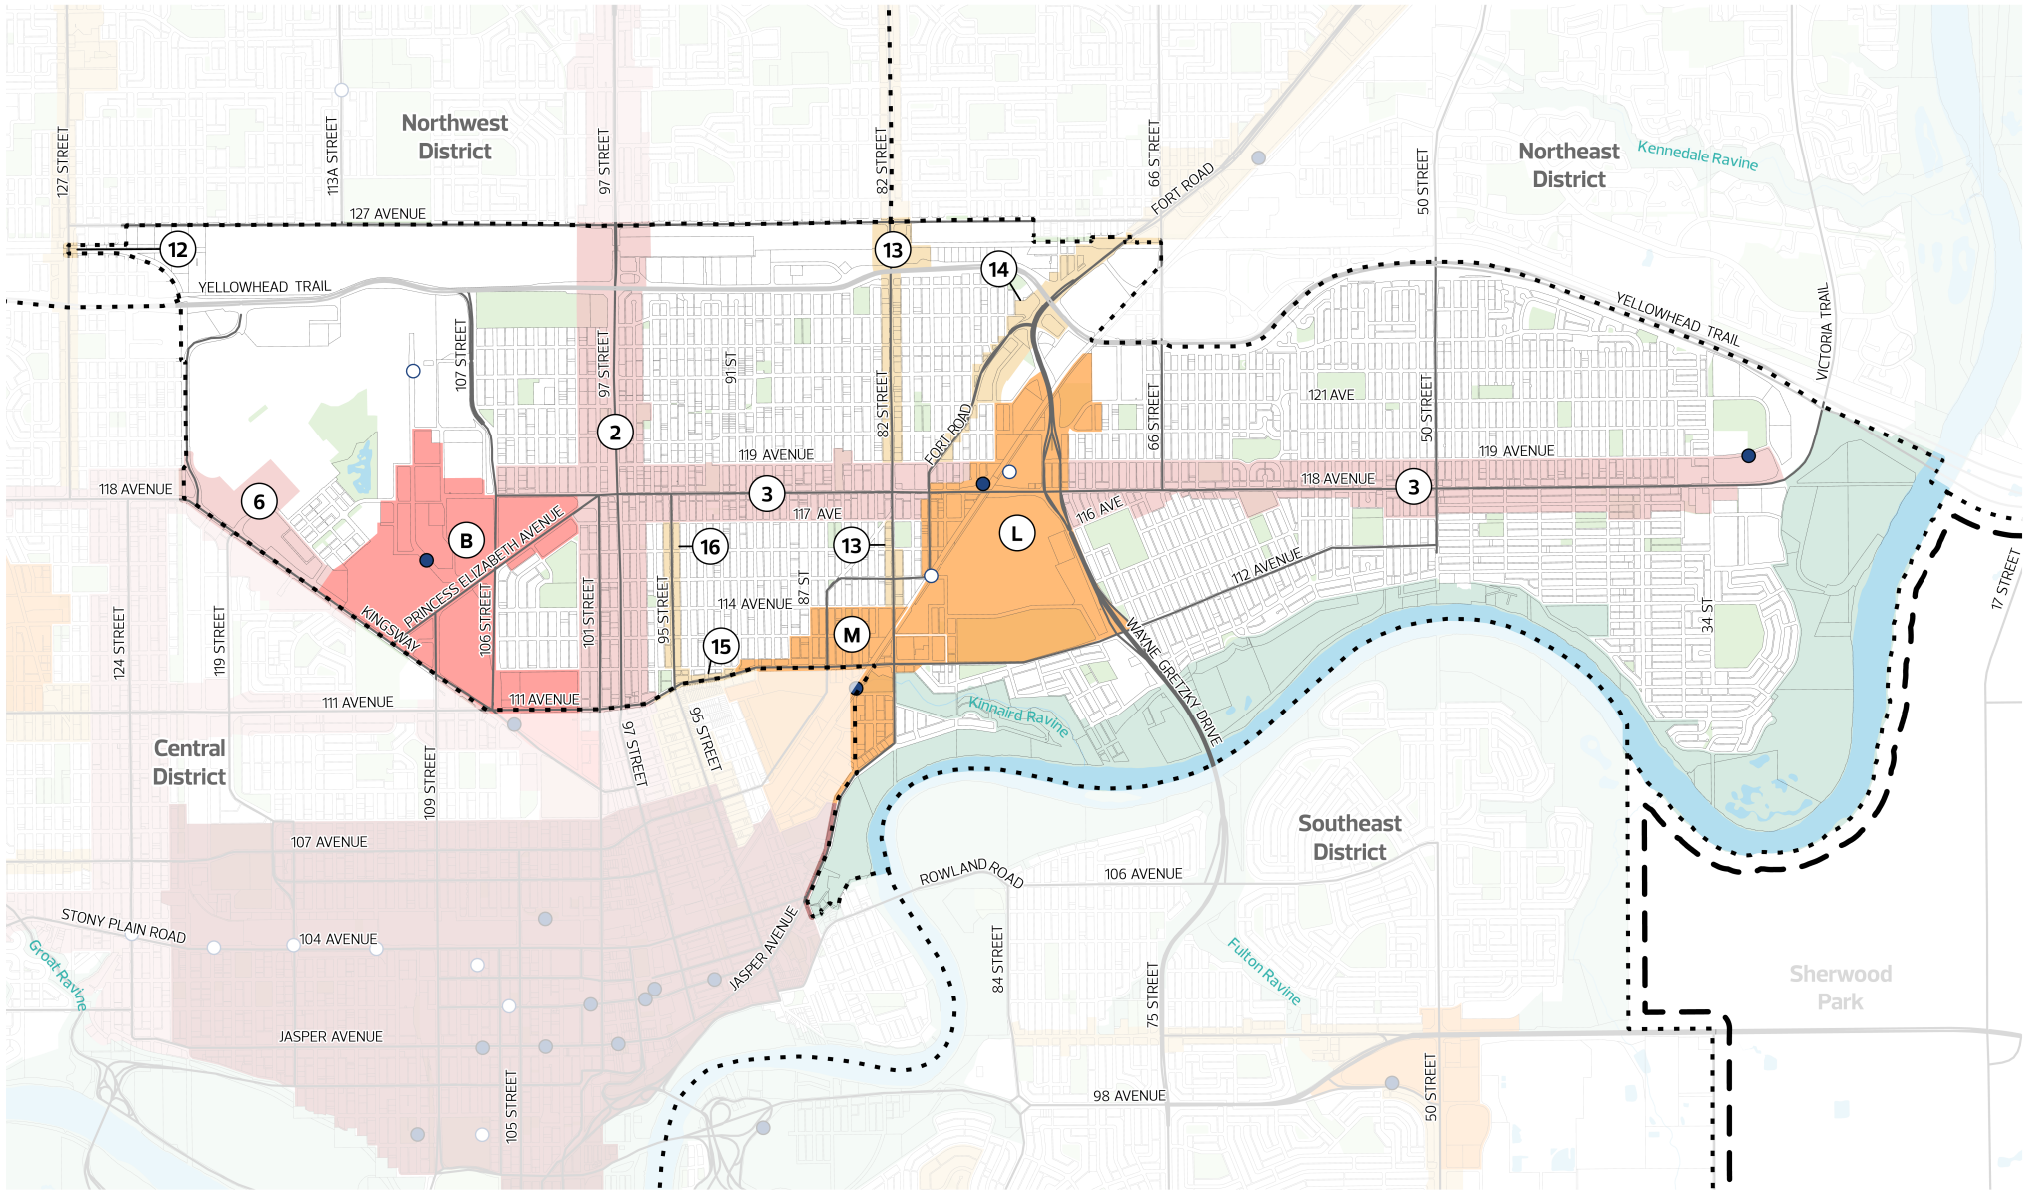 127 STREET
113A STREET
Northwest
District
97 STREET
82 STREET
66 STREET
FORT ROAD
50 STREET
Northeast
District
Kennedale Ravine
127 AVENUE
12
13
14
YELLOWHEAD TRAIL
YELLOWHEAD TRAIL
VICTORIA TRAIL
107 STREET
97 STREET
91 ST
82 STREET
FORT ROAD
66 STREET
121 AVE
50 STREET
2
119 AVENUE
119 AVENUE
118 AVENUE
6
3
118 AVENUE
3
117 AVE
116 AVE
B
PRINCESS ELIZABETH AVENUE
16
13
L
112 AVENUE
17 STREET
124 STREET
119 STREET
KINGSWAY
106 STREET
101 STREET
95 STREET
114 AVENUE
87 ST
34 ST
15
M
WAYNE GRETZKY DRIVE
111 AVENUE
111 AVENUE
Kinnaird Ravine
Central
District
109 STREET
97 STREET
95 STREET
107 AVENUE
Southeast
District
ROWLAND ROAD
106 AVENUE
STONY PLAIN ROAD
104 AVENUE
Groat Ravine
JASPER AVENUE
84 STREET
75 STREET
Fulton Ravine
Sherwood
Park
JASPER AVENUE
105 STREET
98 AVENUE
50 STREET